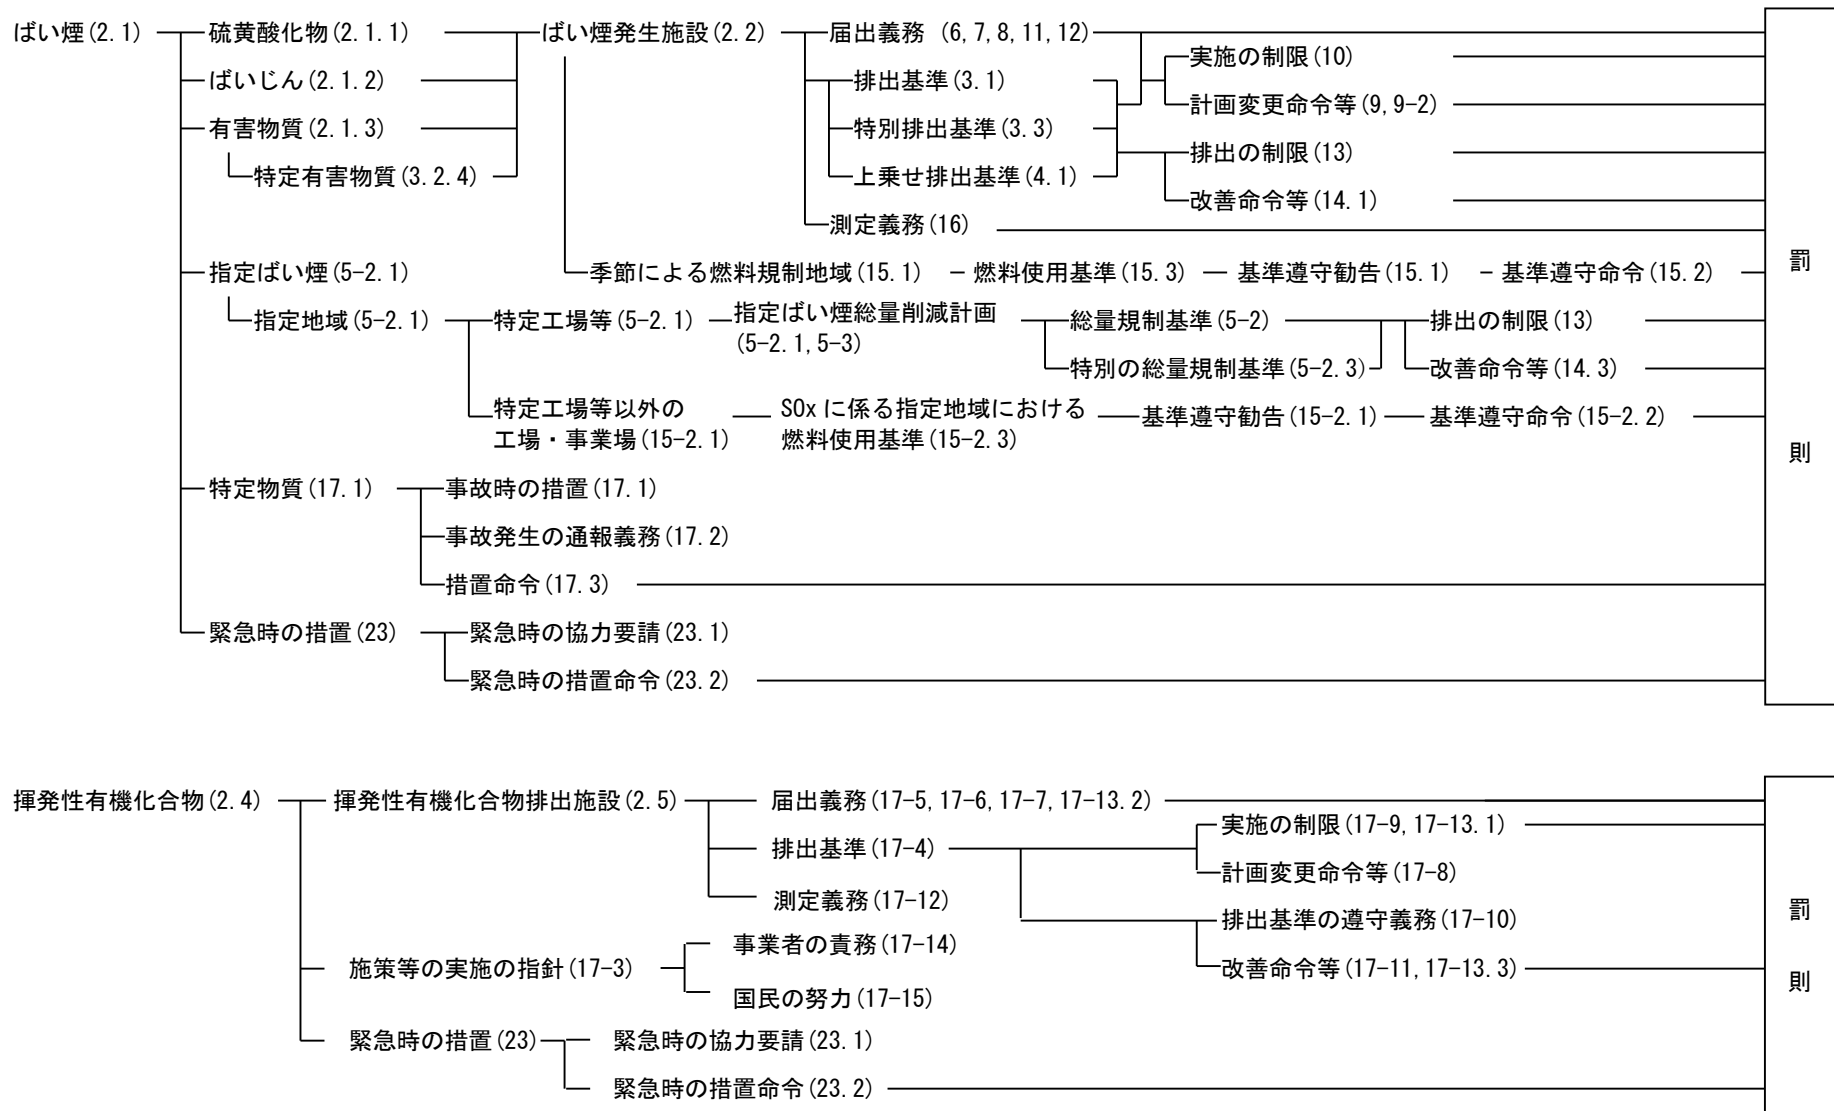 ばい煙(2.1)
硫黄酸化物(2.1.1)
ばい煙発生施設(2.2)
届出義務 (6,7,8,11,12)
実施の制限(10)
ばいじん(2.1.2)
排出基準(3.1)
計画変更命令等(9,9-2)
有害物質(2.1.3)
特別排出基準(3.3)
排出の制限(13)
特定有害物質(3.2.4)
上乗せ排出基準(4.1)
改善命令等(14.1)
測定義務(16)
指定ばい煙(5-2.1)
季節による燃料規制地域(15.1)
燃料使用基準(15.3)
基準遵守勧告(15.1)
基準遵守命令(15.2)
指定地域(5-2.1)
特定工場等(5-2.1)
指定ばい煙総量削減計画
(5-2.1,5-3)
総量規制基準(5-2)
排出の制限(13)
特別の総量規制基準(5-2.3)
改善命令等(14.3)
特定工場等以外の
工場・事業場(15-2.1)
SOxに係る指定地域における
燃料使用基準(15-2.3)
基準遵守勧告(15-2.1)
基準遵守命令(15-2.2)
特定物質(17.1)
事故時の措置(17.1)
事故発生の通報義務(17.2)
措置命令(17.3)
緊急時の措置(23)
緊急時の協力要請(23.1)
緊急時の措置命令(23.2)
罰
則
揮発性有機化合物(2.4)
揮発性有機化合物排出施設(2.5)
届出義務(17-5,17-6,17-7,17-13.2)
実施の制限(17-9,17-13.1)
排出基準(17-4)
計画変更命令等(17-8)
測定義務(17-12)
排出基準の遵守義務(17-10)
事業者の責務(17-14)
施策等の実施の指針(17-3)
改善命令等(17-11,17-13.3)
国民の努力(17-15)
緊急時の措置(23)
緊急時の協力要請(23.1)
緊急時の措置命令(23.2)
罰
則